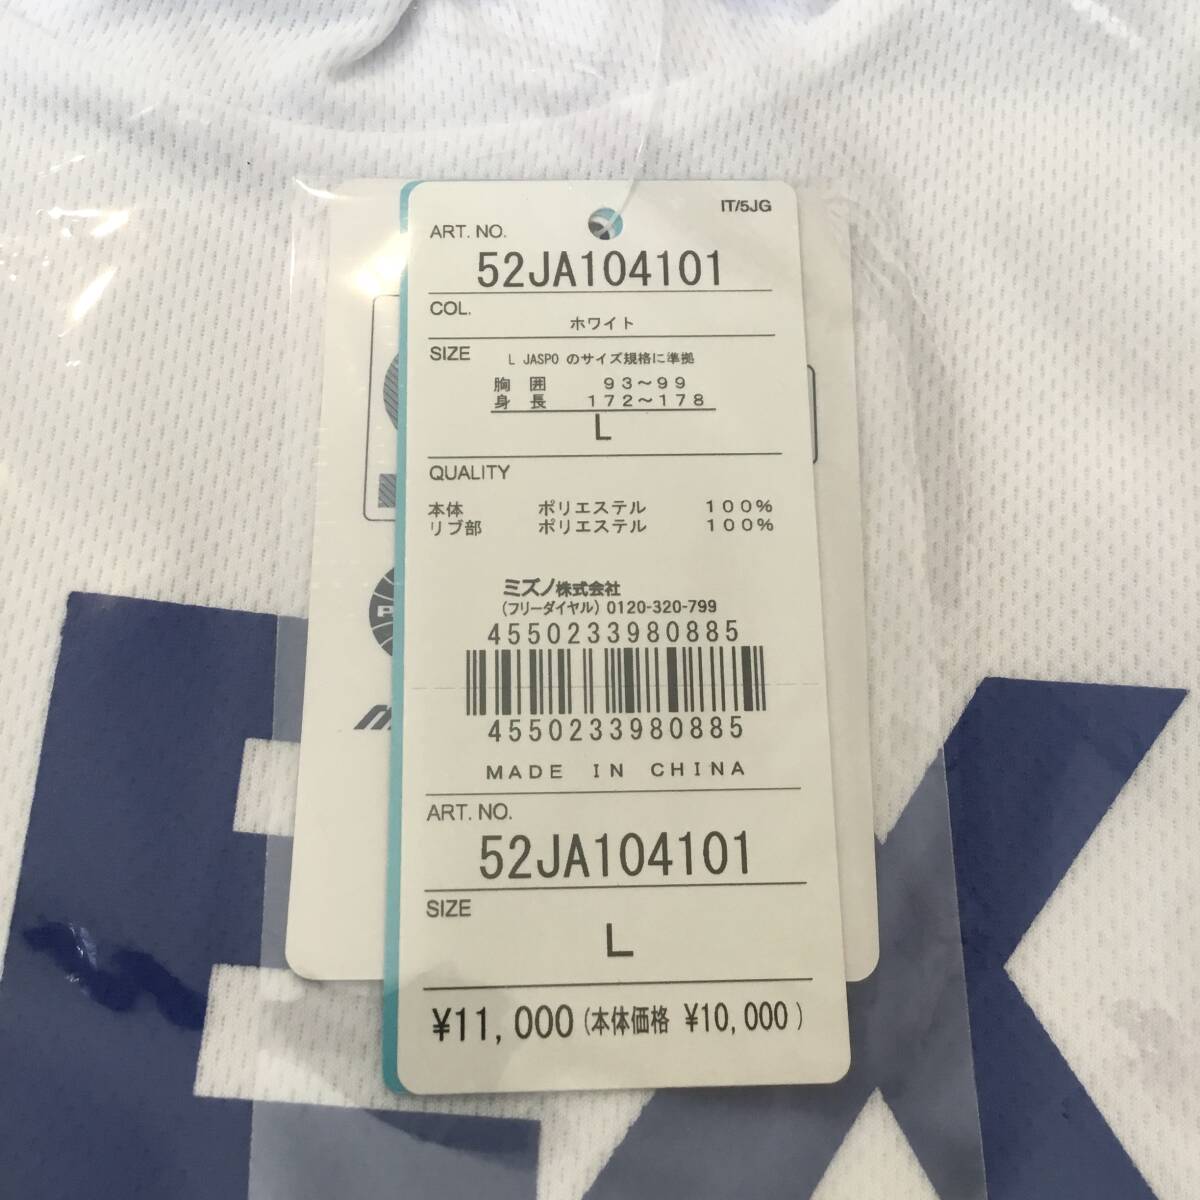 IT/5JG
ART. NO.
52JA104101
COL.
ホワイト
SIZE
L JASPO のサイズ規格に準拠
胸囲 93〜99
身長 172〜178
L
QUALITY
本体 ポリエステル 100%
リブ部 ポリエステル 100%
ミズノ株式会社
(フリーダイヤル) 0120-320-799
4550233980885
4550233980885
MADE IN CHINA
ART. NO.
52JA104101
SIZE
L
¥11,000(本体価格 ¥10,000)